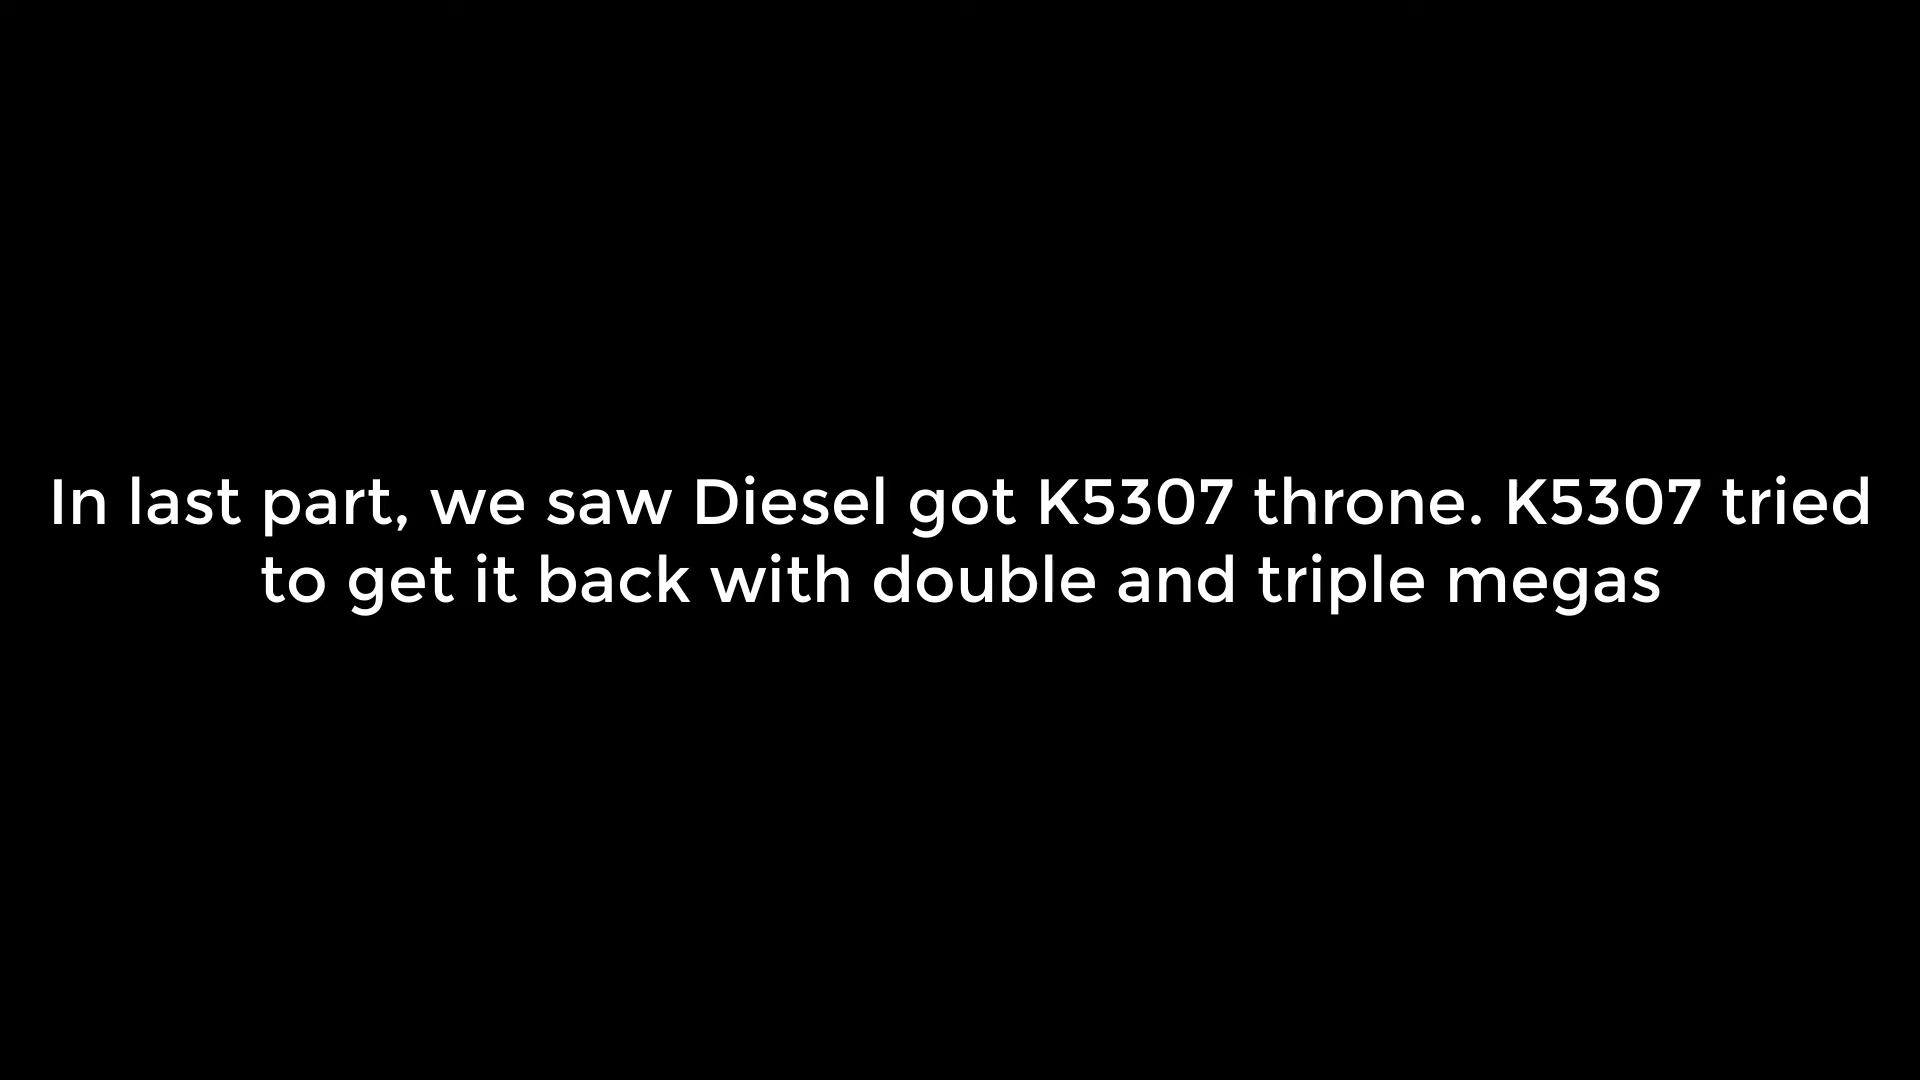 In last part, we saw Diesel got K5307 throne. K5307 tried
to get it back with double and triple megas